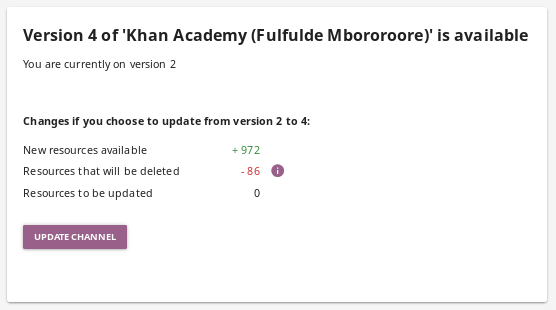 Version 4 of 'Khan Academy (Fulfulde Mbororoore)' is available
You are currently on version 2
Changes if you choose to update from version 2 to 4:
New resources available + 972
Resources that will be deleted - 86
Resources to be updated 0
UPDATE CHANNEL